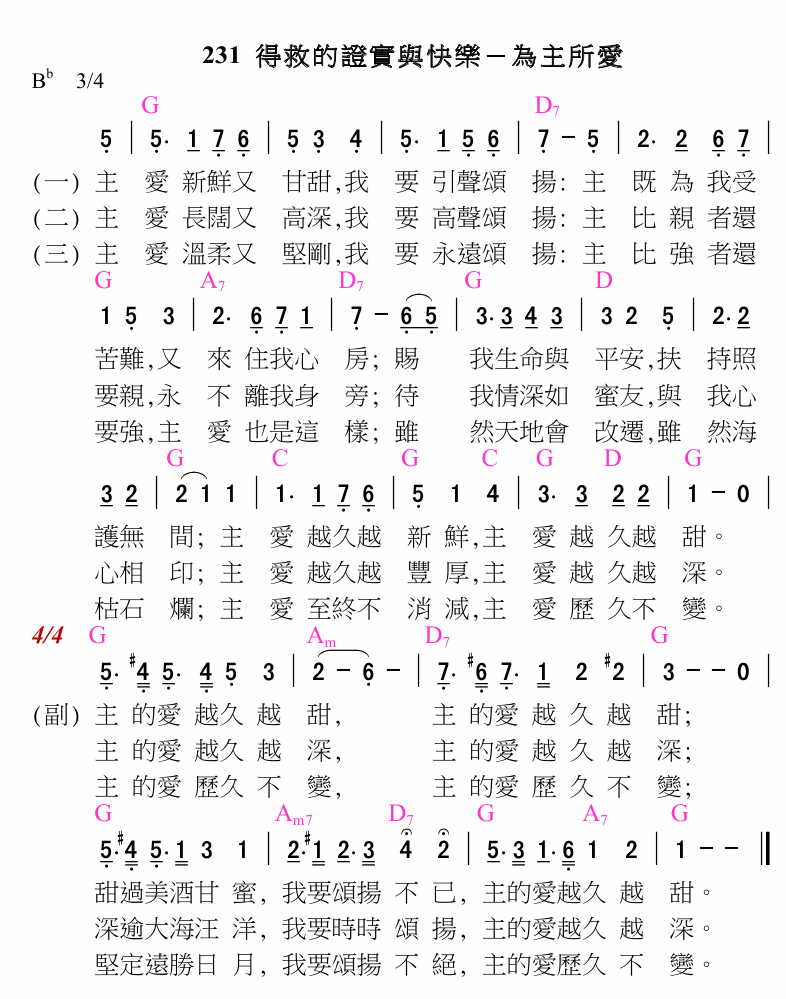 231 得救的證實與快樂－為主所愛
B♭ 3/4
G D7
5 | 5· 1 7 6 | 5 3 4 | 5· 1 5 6 | 7 － 5 | 2· 2 6 7 |
(一) 主 愛 新鮮又 甘甜,我 要 引聲頌 揚: 主 既 為 我受
(二) 主 愛 長闊又 高深,我 要 高聲頌 揚: 主 比 親 者還
(三) 主 愛 溫柔又 堅剛,我 要 永遠頌 揚: 主 比 強 者還
G A7 D7 G D
1 5 3 | 2· 6 7 1 | 7 － 6 5 | 3· 3 4 3 | 3 2 5 | 2· 2
苦難,又 來 住我心 房; 賜 我生命與 平安,扶 持照
要親,永 不 離我身 旁; 待 我情深如 蜜友,與 我心
要強,主 愛 也是這 樣; 雖 然天地會 改遷,雖 然海
G C G C G D G
3 2 | 2 1 1 | 1· 1 7 6 | 5 1 4 | 3· 3 2 2 | 1 － 0 |
護無 間; 主 愛 越久越 新 鮮,主 愛 越 久越 甜。
心相 印; 主 愛 越久越 豐 厚,主 愛 越 久越 深。
枯石 爛; 主 愛 至終不 消 減,主 愛 歷 久不 變。
4/4 G Am D7 G
5· #4 5· 4 5 3 | 2 － 6 － | 7· #6 7· 1 2 #2 | 3 － － 0 |
(副) 主 的愛 越久 越 甜, 主 的愛 越 久 越 甜;
主 的愛 越久 越 深, 主 的愛 越 久 越 深;
主 的愛 歷久 不 變, 主 的愛 歷 久 不 變;
G Am7 D7 G A7 G
5· #4 5· 1 3 1 | 2· #1 2· 3 4 2 | 5· 3 1· 6 1 2 | 1 － － ‖
甜過美酒甘 蜜, 我要頌揚 不 已, 主的愛越久 越 甜。
深逾大海汪 洋, 我要時時 頌 揚, 主的愛越久 越 深。
堅定遠勝日 月, 我要頌揚 不 絕, 主的愛歷久 不 變。